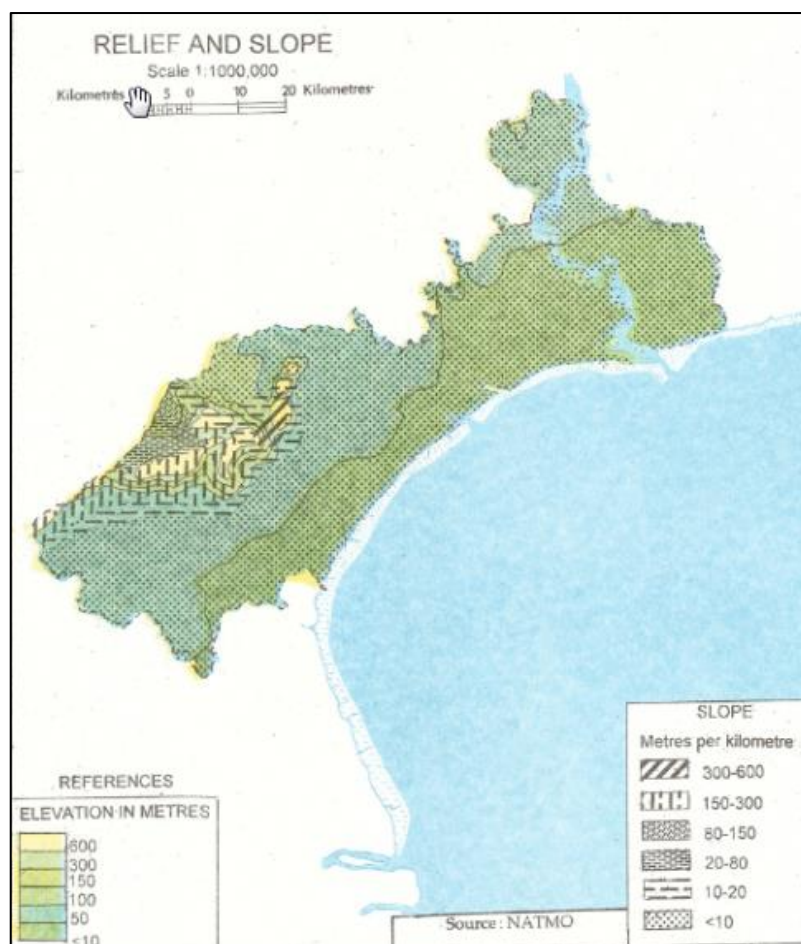 RELIEF AND SLOPE
Scale 1:1000,000
Kilometres 5 0 10 20 Kilometres
REFERENCES
ELEVATION IN METRES
600
300
150
100
50
<10
SLOPE
Metres per kilometre
300-600
150-300
80-150
20-80
10-20
<10
Source : NATMO